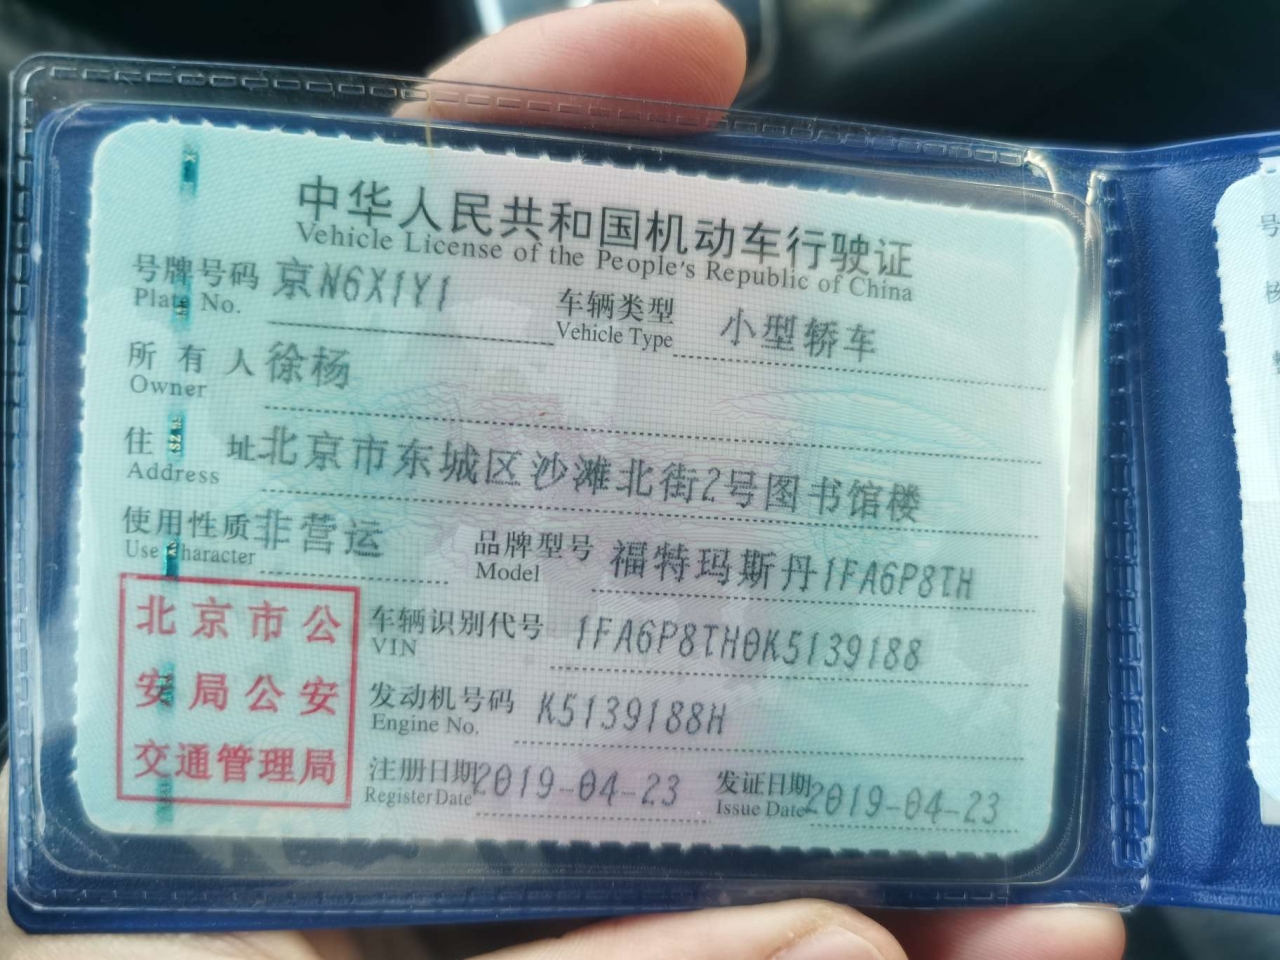 中华人民共和国机动车行驶证
Vehicle License of the People's Republic of China
号牌号码 京N6X1Y1 车辆类型 小型轿车
Plate No. Vehicle Type
所有人 徐杨
Owner
住址 北京市东城区沙滩北街2号图书馆楼
Address
使用性质 非营运 品牌型号 福特玛斯丹1FA6P8TH
Use Character Model
北京市公
安局公安
交通管理局
车辆识别代号 1FA6P8TH0K5139188
VIN
发动机号码 K5139188H
Engine No.
注册日期 2019-04-23 发证日期 2019-04-23
Register Date Issue Date
号